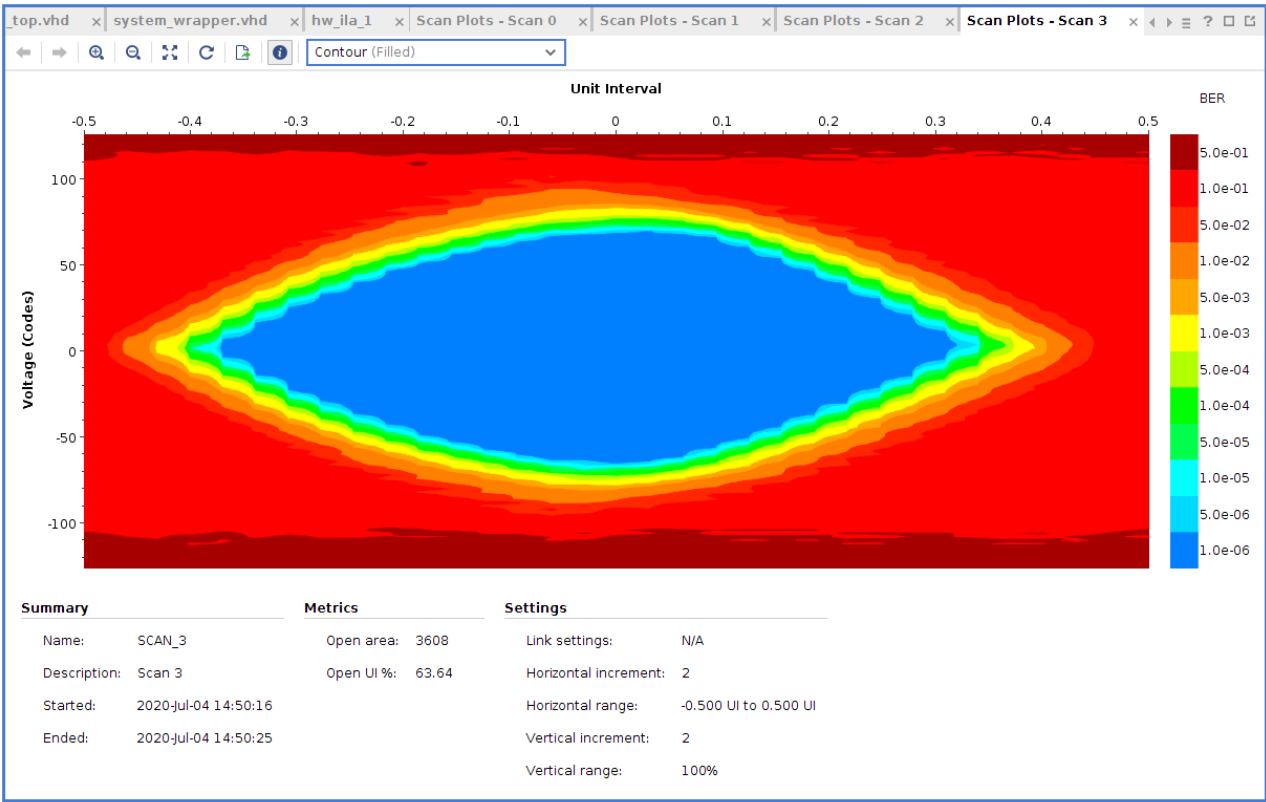 _top.vhd × system_wrapper.vhd × hw_ila_1 × Scan Plots - Scan 0 × Scan Plots - Scan 1 × Scan Plots - Scan 2 × Scan Plots - Scan 3 × ?
Contour (Filled)
Unit Interval
BER
-0.5 -0.4 -0.3 -0.2 -0.1 0 0.1 0.2 0.3 0.4 0.5
Voltage (Codes)
100
50
0
-50
-100
5.0e-01
1.0e-01
5.0e-02
1.0e-02
5.0e-03
1.0e-03
5.0e-04
1.0e-04
5.0e-05
1.0e-05
5.0e-06
1.0e-06
Summary
Name: SCAN_3
Description: Scan 3
Started: 2020-Jul-04 14:50:16
Ended: 2020-Jul-04 14:50:25
Metrics
Open area: 3608
Open UI %: 63.64
Settings
Link settings: N/A
Horizontal increment: 2
Horizontal range: -0.500 UI to 0.500 UI
Vertical increment: 2
Vertical range: 100%